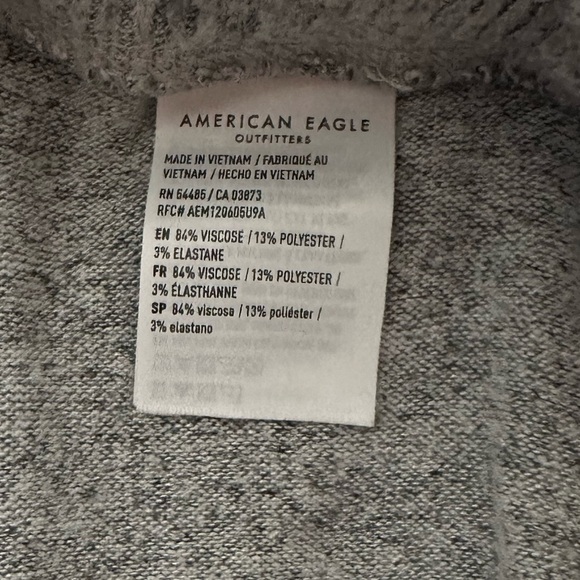 AMERICAN EAGLE
OUTFITTERS
MADE IN VIETNAM / FABRIQUÉ AU
VIETNAM / HECHO EN VIETNAM
RN 54485 / CA 03873
RFC# AEM120605U9A
EN 84% VISCOSE / 13% POLYESTER /
3% ELASTANE
FR 84% VISCOSE / 13% POLYESTER /
3% ÉLASTHANNE
SP 84% viscosa / 13% poliéster /
3% elastano